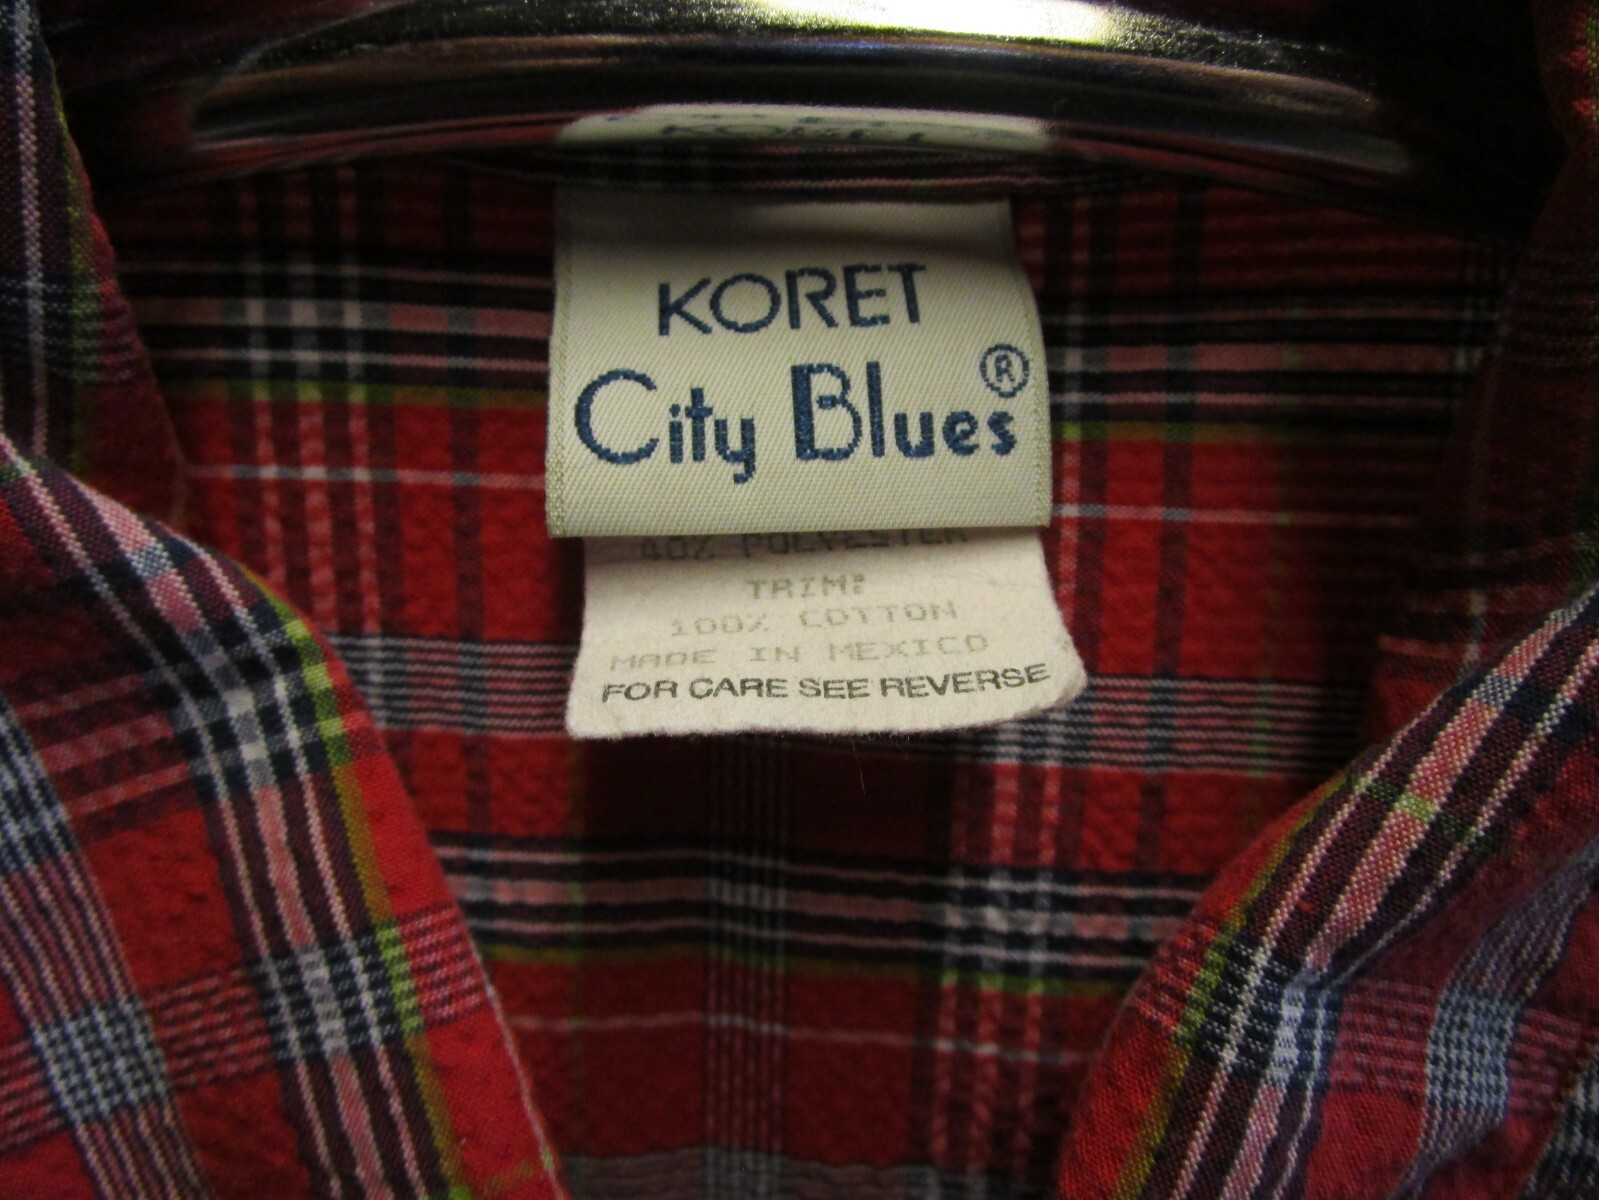 KORET
City Blues®
40% POLYESTER
TRIM:
100% COTTON
MADE IN MEXICO
FOR CARE SEE REVERSE